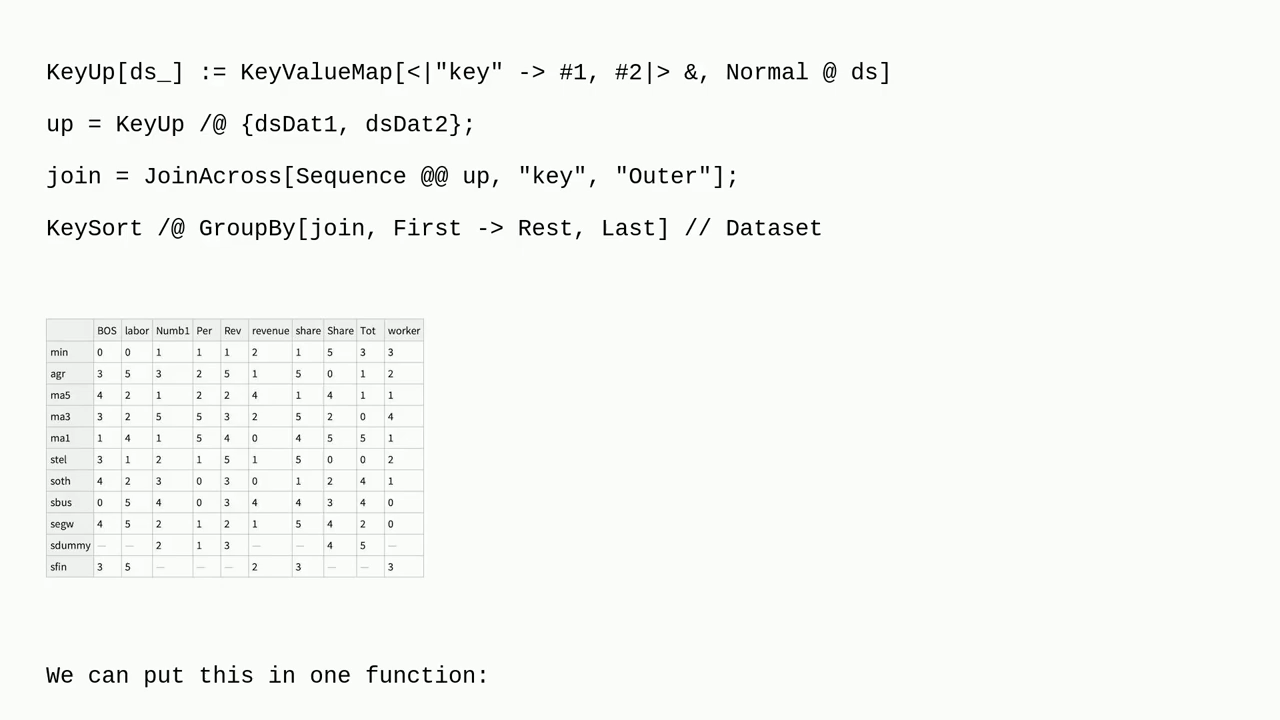 KeyUp[ds_] := KeyValueMap[<|"key" -> #1, #2|> &, Normal @ ds]
up = KeyUp /@ {dsDat1, dsDat2};
join = JoinAcross[Sequence @@ up, "key", "Outer"];
KeySort /@ GroupBy[join, First -> Rest, Last] // Dataset
BOS labor Numb1 Per Rev revenue share Share Tot worker
min 0 0 1 1 1 2 1 5 3 3
agr 3 5 3 2 5 1 5 0 1 2
ma5 4 2 1 2 2 4 1 4 1 1
ma3 3 2 5 5 3 2 5 2 0 4
ma1 1 4 1 5 4 0 4 5 5 1
stel 3 1 2 1 5 1 5 0 0 2
soth 4 2 3 0 3 0 1 2 4 1
sbus 0 5 4 0 3 4 4 3 4 0
segw 4 5 2 1 2 1 5 4 2 0
sdummy — — 2 1 3 — — 4 5 —
sfin 3 5 — — — 2 3 — — 3
We can put this in one function: